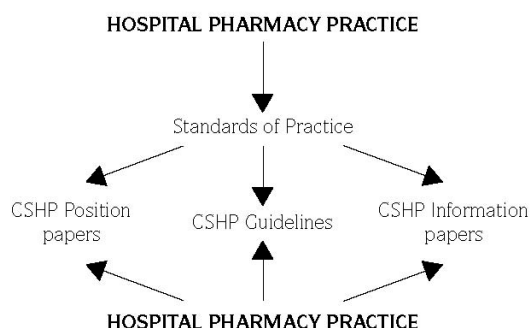 HOSPITAL PHARMACY PRACTICE
Standards of Practice
CSHP Position
papers
CSHP Guidelines
CSHP Information
papers
HOSPITAL PHARMACY PRACTICE